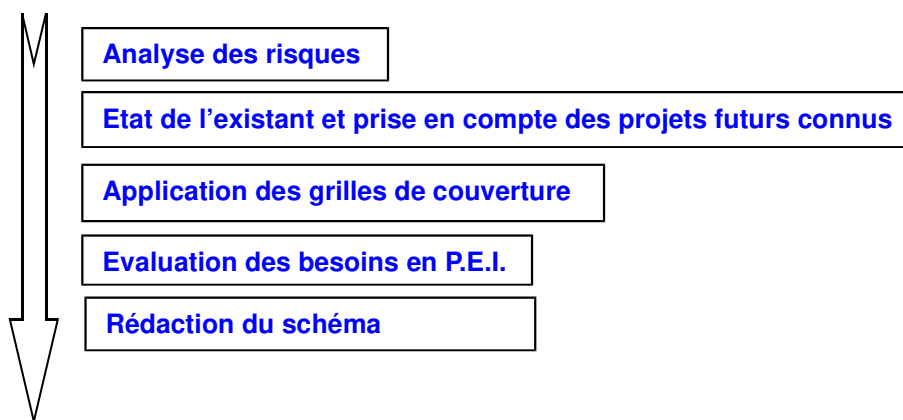 Analyse des risques
Etat de l'existant et prise en compte des projets futurs connus
Application des grilles de couverture
Evaluation des besoins en P.E.I.
Rédaction du schéma